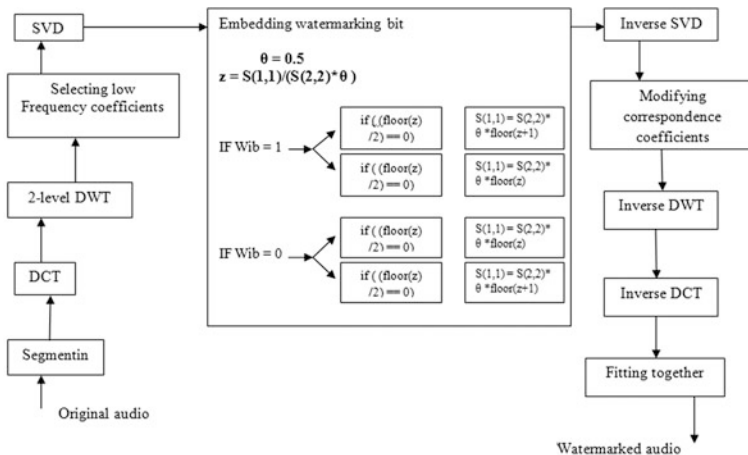 SVD
Selecting low
Frequency coefficients
2-level DWT
DCT
Segmentin
Original audio
Embedding watermarking bit
θ = 0.5
z = S(1,1)/(S(2,2)*θ )
IF Wib = 1
if ( (floor(z)
/2) == 0)
S(1,1) = S(2,2)*
θ *floor(z+1)
if ( (floor(z)
/2) == 0)
S(1,1) = S(2,2)*
θ *floor(z)
IF Wib = 0
if ( (floor(z)
/2) == 0)
S(1,1) = S(2,2)*
θ *floor(z)
if ( (floor(z)
/2) == 0)
S(1,1) = S(2,2)*
θ *floor(z+1)
Inverse SVD
Modifying
correspondence
coefficients
Inverse DWT
Inverse DCT
Fitting together
Watermarked audio